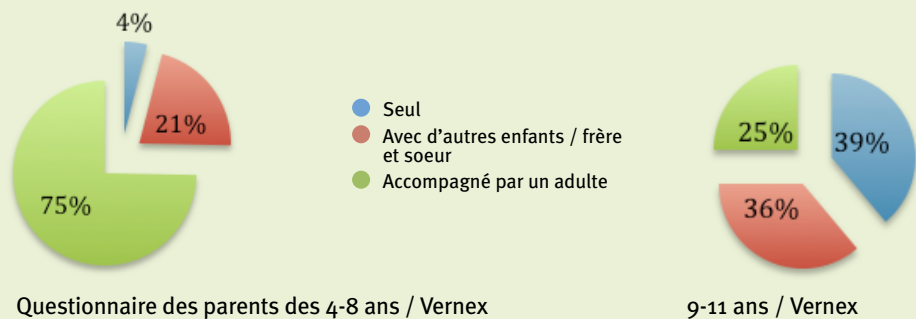 4%
21%
75%
Seul
Avec d'autres enfants / frère
et soeur
Accompagné par un adulte
25%
39%
36%
Questionnaire des parents des 4-8 ans / Vernex
9-11 ans / Vernex